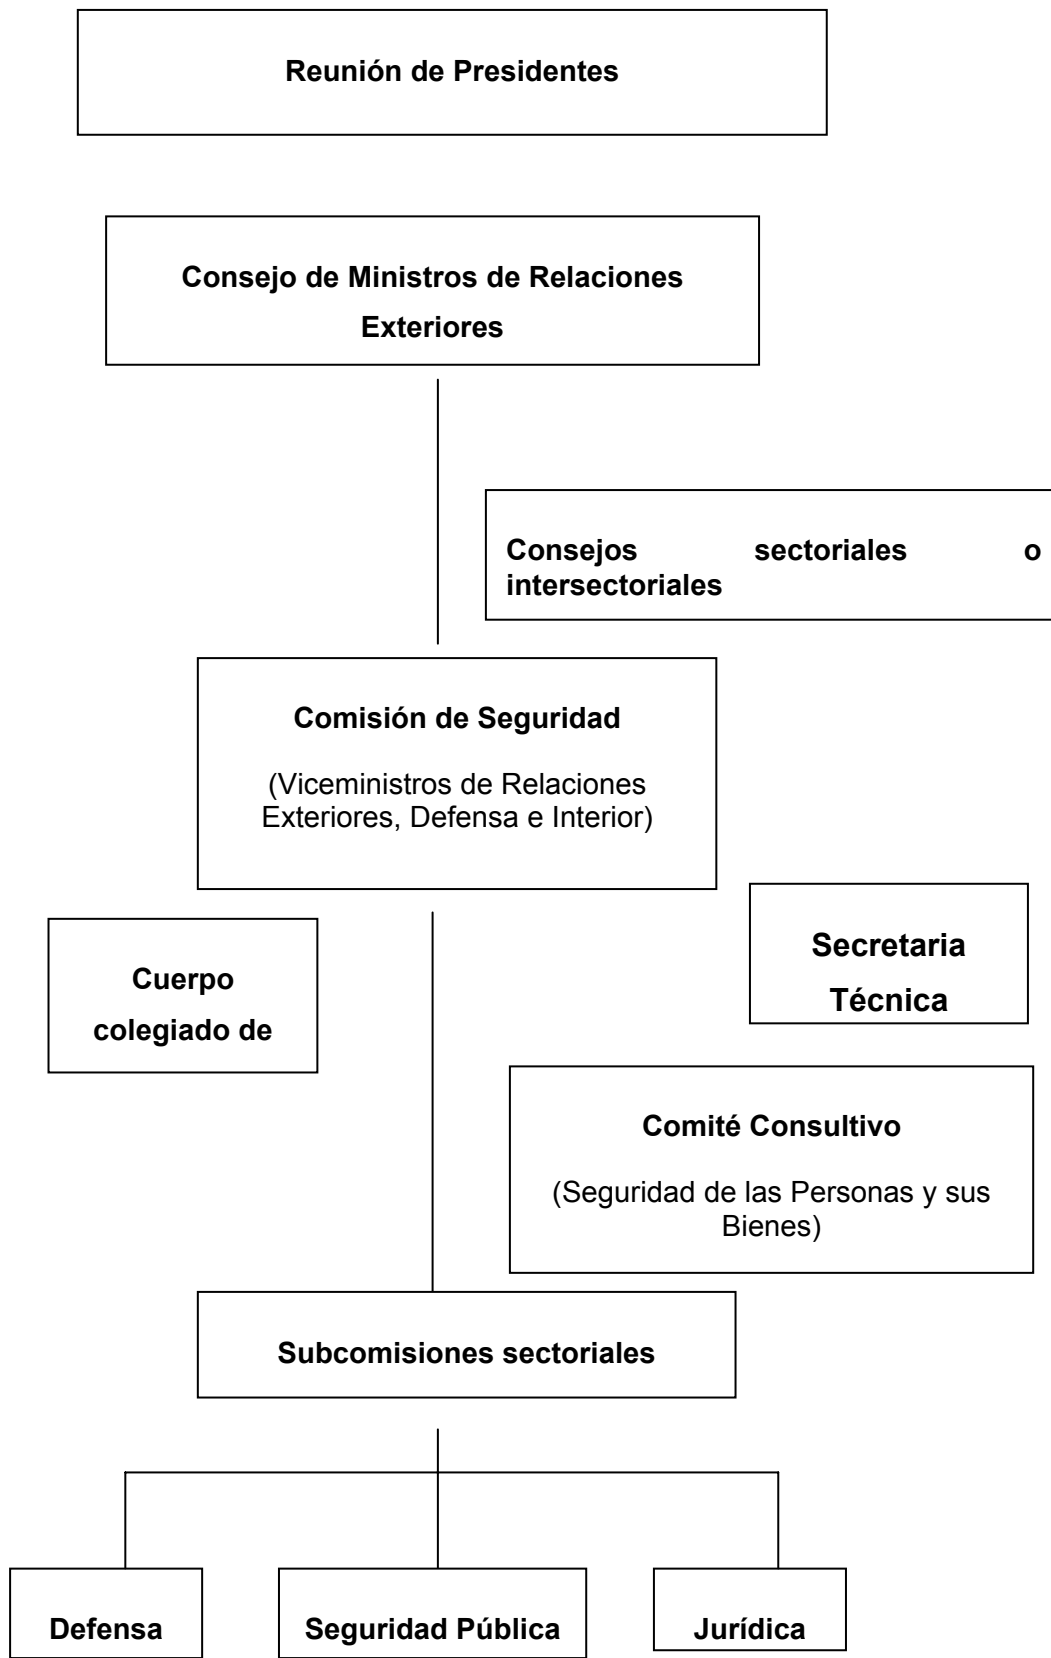 Reunión de Presidentes
Consejo de Ministros de Relaciones
Exteriores
Consejos sectoriales o
intersectoriales
Comisión de Seguridad
(Viceministros de Relaciones
Exteriores, Defensa e Interior)
Cuerpo
colegiado de
Secretaria
Técnica
Comité Consultivo
(Seguridad de las Personas y sus
Bienes)
Subcomisiones sectoriales
Defensa
Seguridad Pública
Jurídica